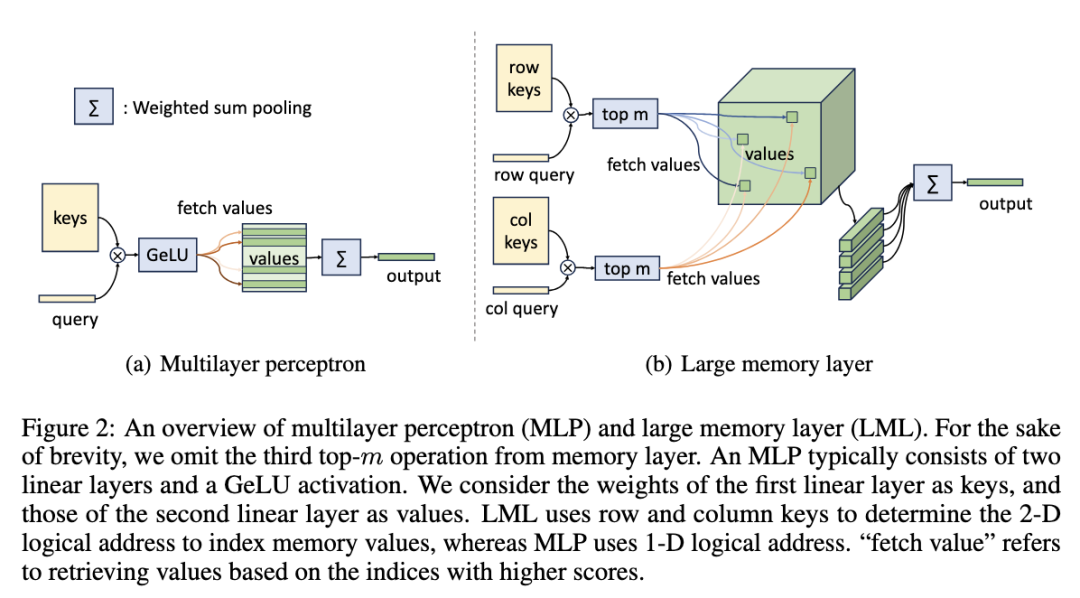 Σ : Weighted sum pooling
keys
query
GeLU
fetch values
values
Σ
output
(a) Multilayer perceptron
row
keys
row query
top m
fetch values
values
col
keys
col query
top m
fetch values
Σ
output
(b) Large memory layer
Figure 2: An overview of multilayer perceptron (MLP) and large memory layer (LML). For the sake
of brevity, we omit the third top-m operation from memory layer. An MLP typically consists of two
linear layers and a GeLU activation. We consider the weights of the first linear layer as keys, and
those of the second linear layer as values. LML uses row and column keys to determine the 2-D
logical address to index memory values, whereas MLP uses 1-D logical address. “fetch value” refers
to retrieving values based on the indices with higher scores.